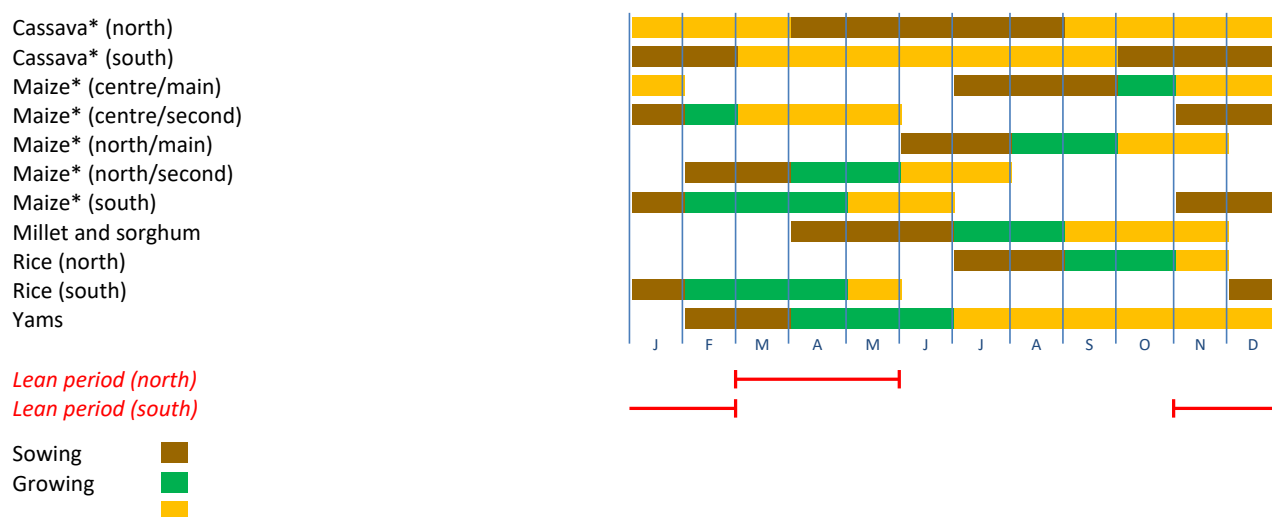 Cassava* (north)
Cassava* (south)
Maize* (centre/main)
Maize* (centre/second)
Maize* (north/main)
Maize* (north/second)
Maize* (south)
Millet and sorghum
Rice (north)
Rice (south)
Yams
J F M A M J J A S O N D
Lean period (north)
Lean period (south)
Sowing
Growing